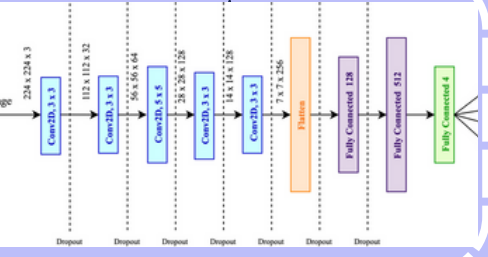 ge
224 x 224 x 3
Conv2D, 3 x 3
112 x 112 x 32
Conv2D, 3 x 3
56 x 56 x 64
Conv2D, 5 x 5
28 x 28 x 128
Conv2D, 3 x 3
14 x 14 x 128
Conv2D, 3 x 3
7 x 7 x 256
Flatten
Fully Connected 128
Fully Connected 512
Fully Connected 4
Dropout Dropout Dropout Dropout Dropout Dropout Dropout